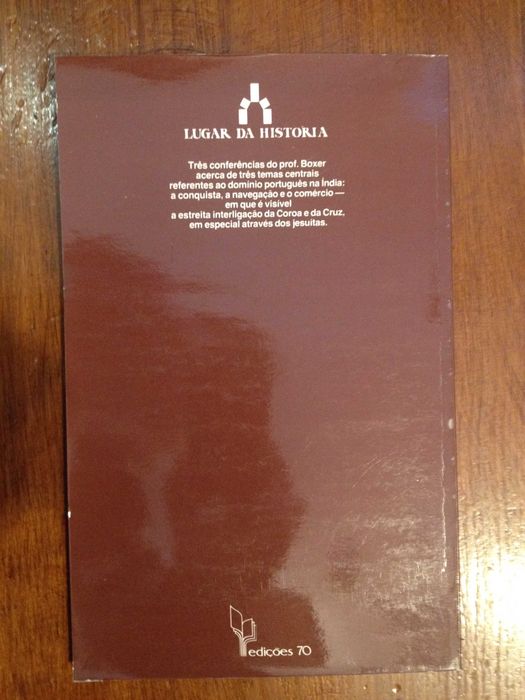 LUGAR DA HISTORIA
Três conferências do prof. Boxer
acerca de três temas centrais
referentes ao domínio português na Índia:
a conquista, a navegação e o comércio —
em que é visível
a estreita interligação da Coroa e da Cruz,
em especial através dos jesuítas.
edições 70